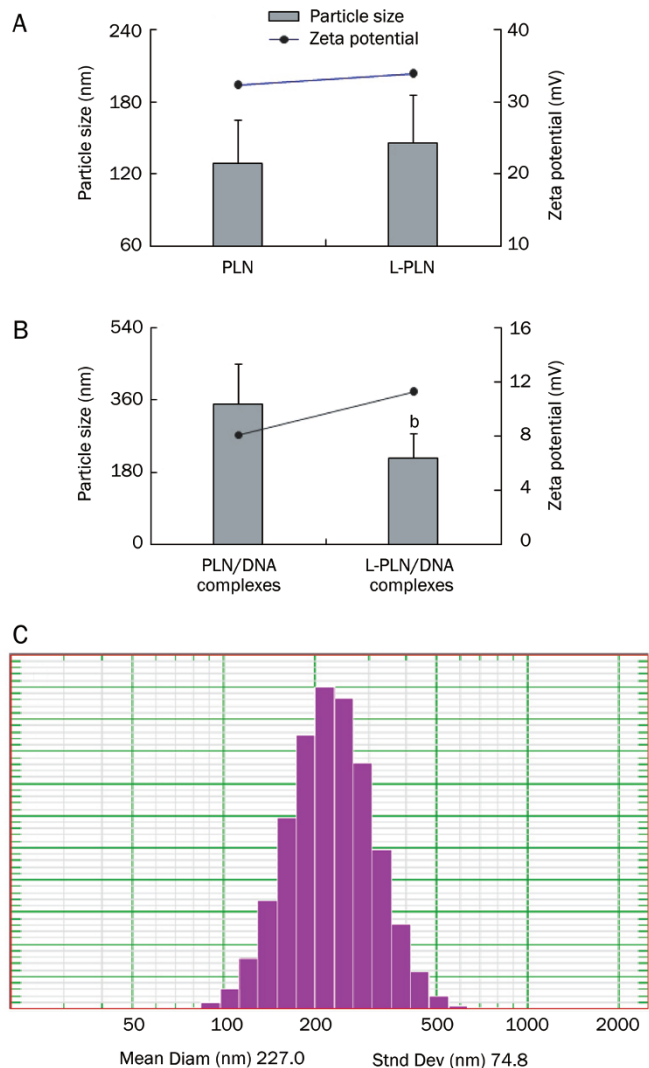 A
Particle size
Zeta potential
240
180
120
60
Particle size (nm)
40
30
20
10
Zeta potential (mV)
PLN
L-PLN
B
540
360
180
0
Particle size (nm)
16
12
8
4
0
Zeta potential (mV)
b
PLN/DNA
complexes
L-PLN/DNA
complexes
C
50 100 200 500 1000 2000
Mean Diam (nm) 227.0 Stnd Dev (nm) 74.8